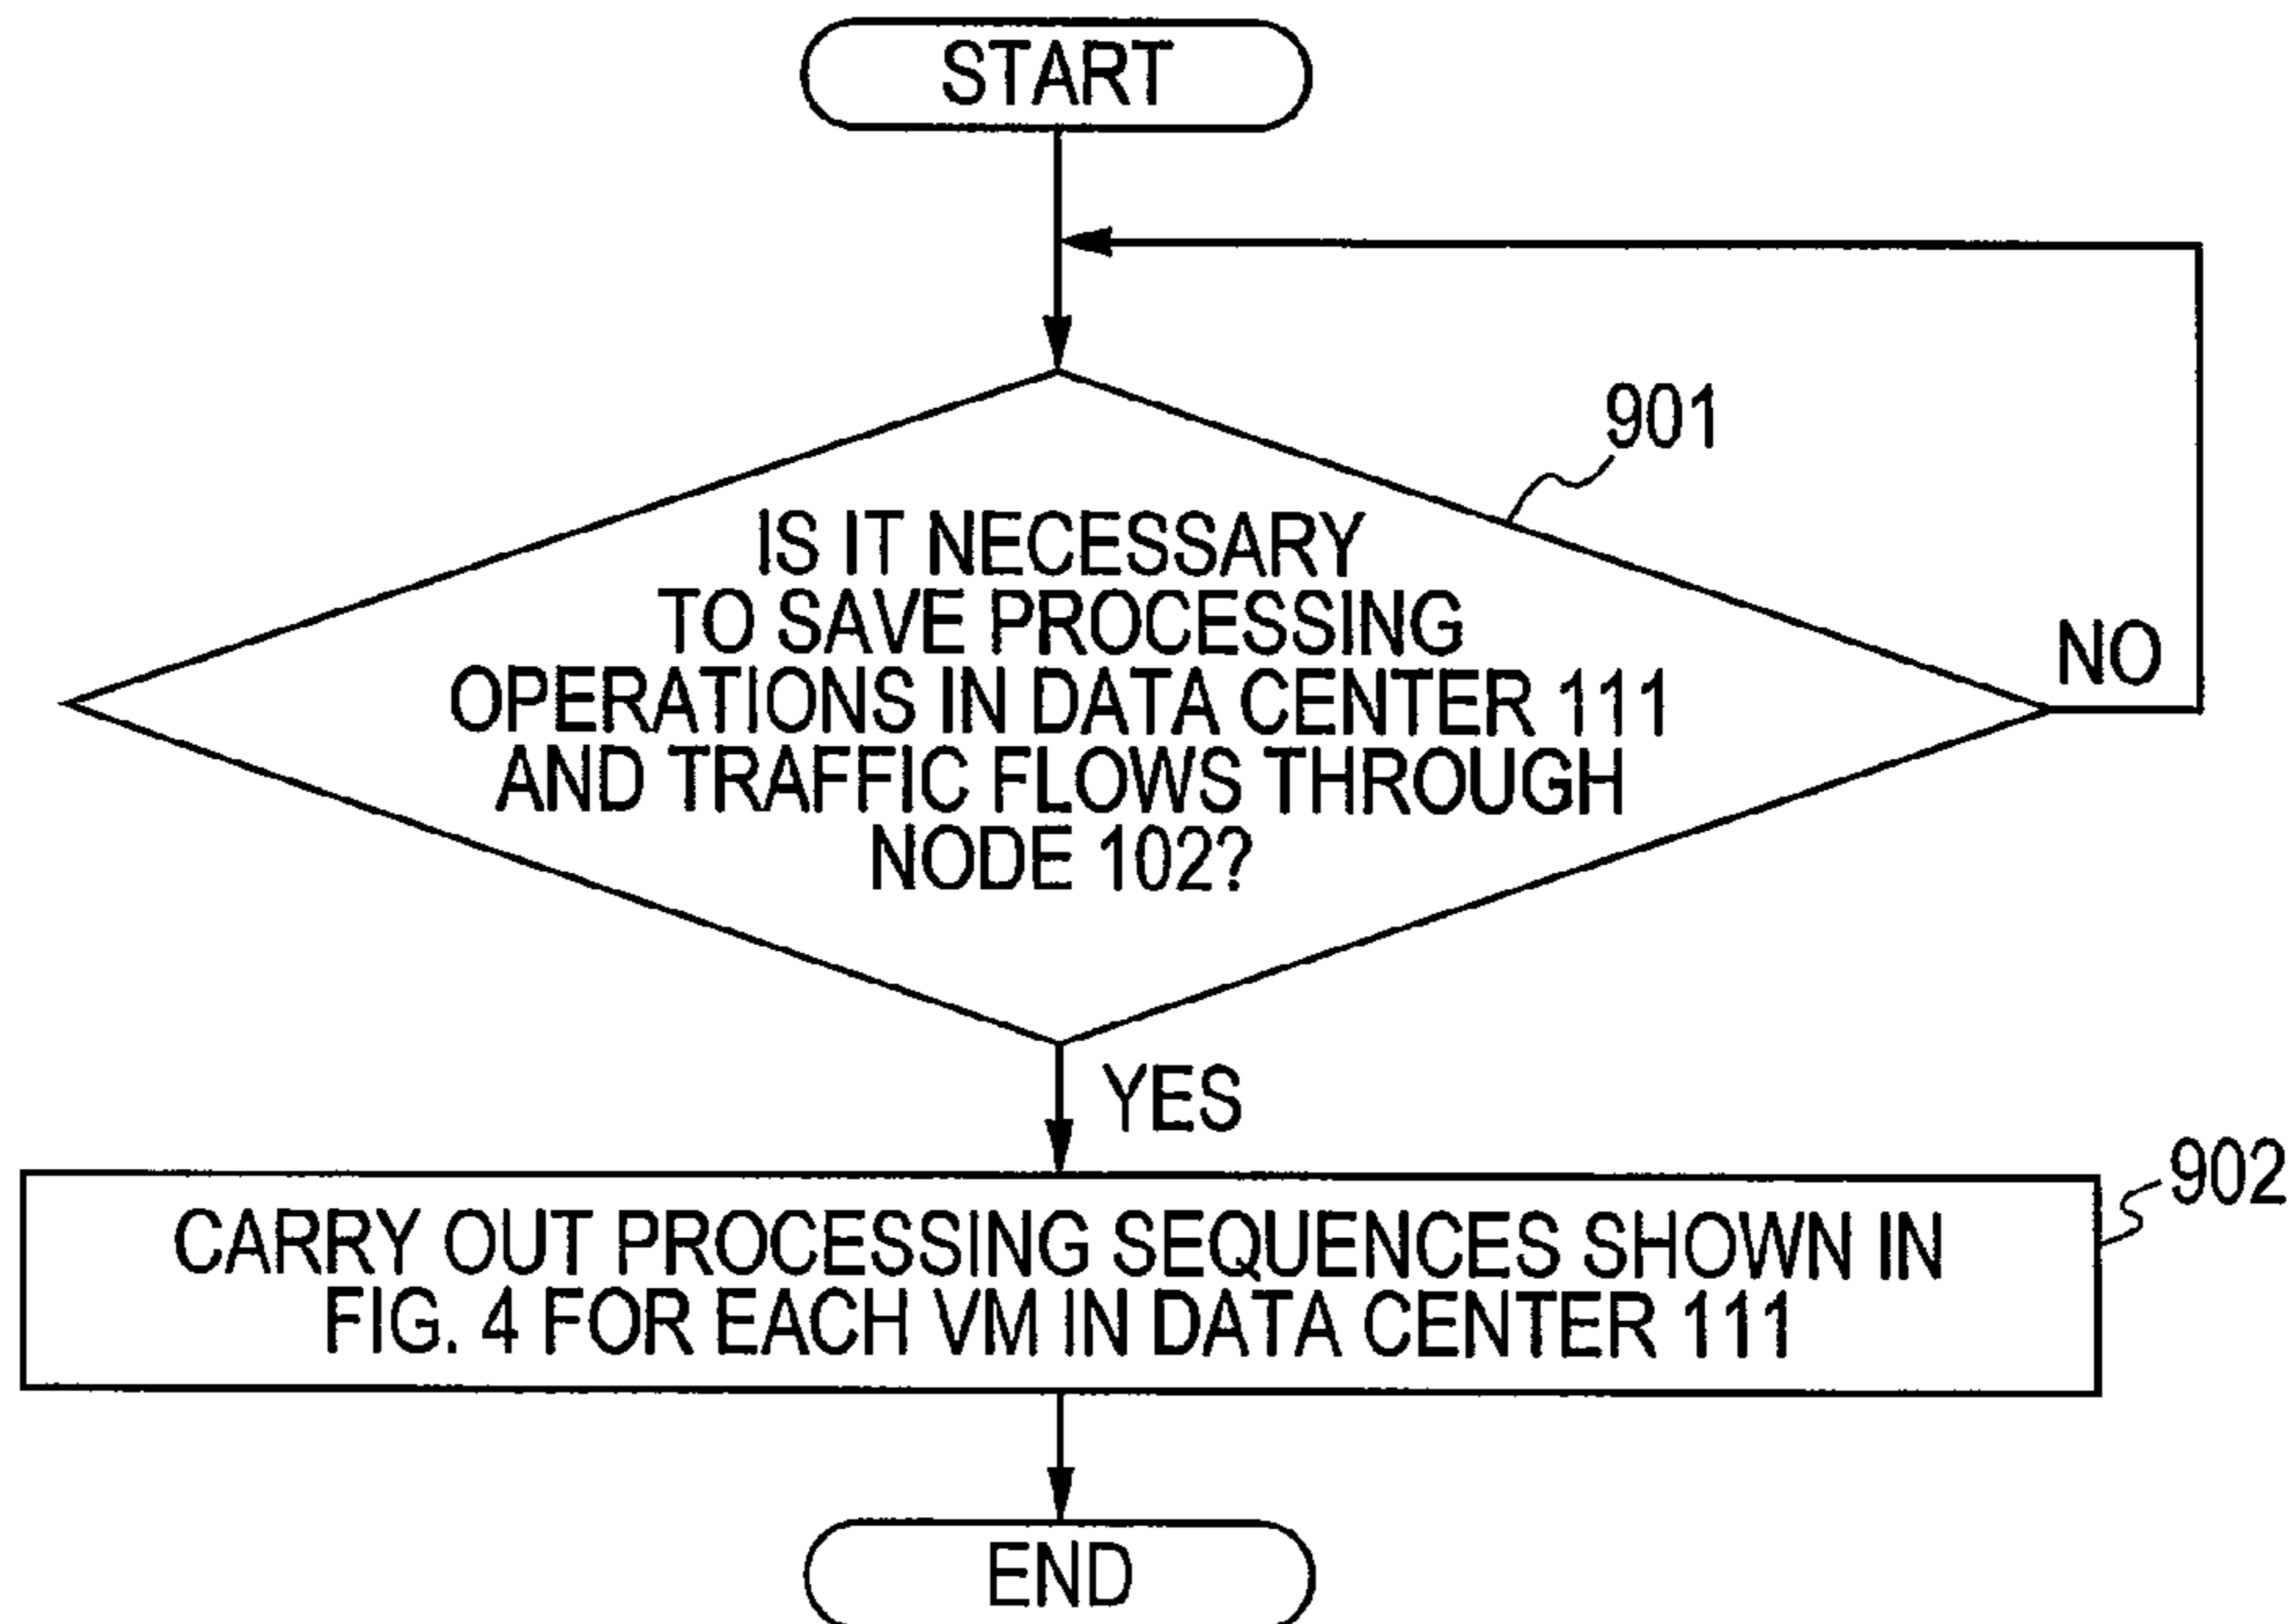 START
901
IS IT NECESSARY
TO SAVE PROCESSING
OPERATIONS IN DATA CENTER 111
AND TRAFFIC FLOWS THROUGH
NODE 102?
NO
YES
902
CARRY OUT PROCESSING SEQUENCES SHOWN IN
FIG. 4 FOR EACH VM IN DATA CENTER 111
END